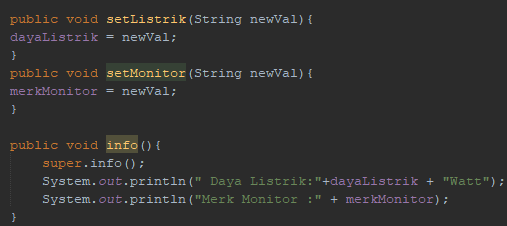 public void setListrik(String newVal){
dayaListrik = newVal;
}
public void setMonitor(String newVal){
merkMonitor = newVal;
}
public void info(){
super.info();
System.out.println(" Daya Listrik:"+dayaListrik + "Watt");
System.out.println("Merk Monitor :" + merkMonitor);
}